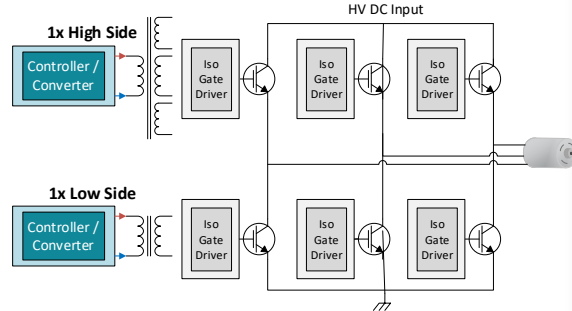 HV DC Input
1x High Side
Controller /
Converter
Iso
Gate
Driver
Iso
Gate
Driver
Iso
Gate
Driver
1x Low Side
Controller /
Converter
Iso
Gate
Driver
Iso
Gate
Driver
Iso
Gate
Driver